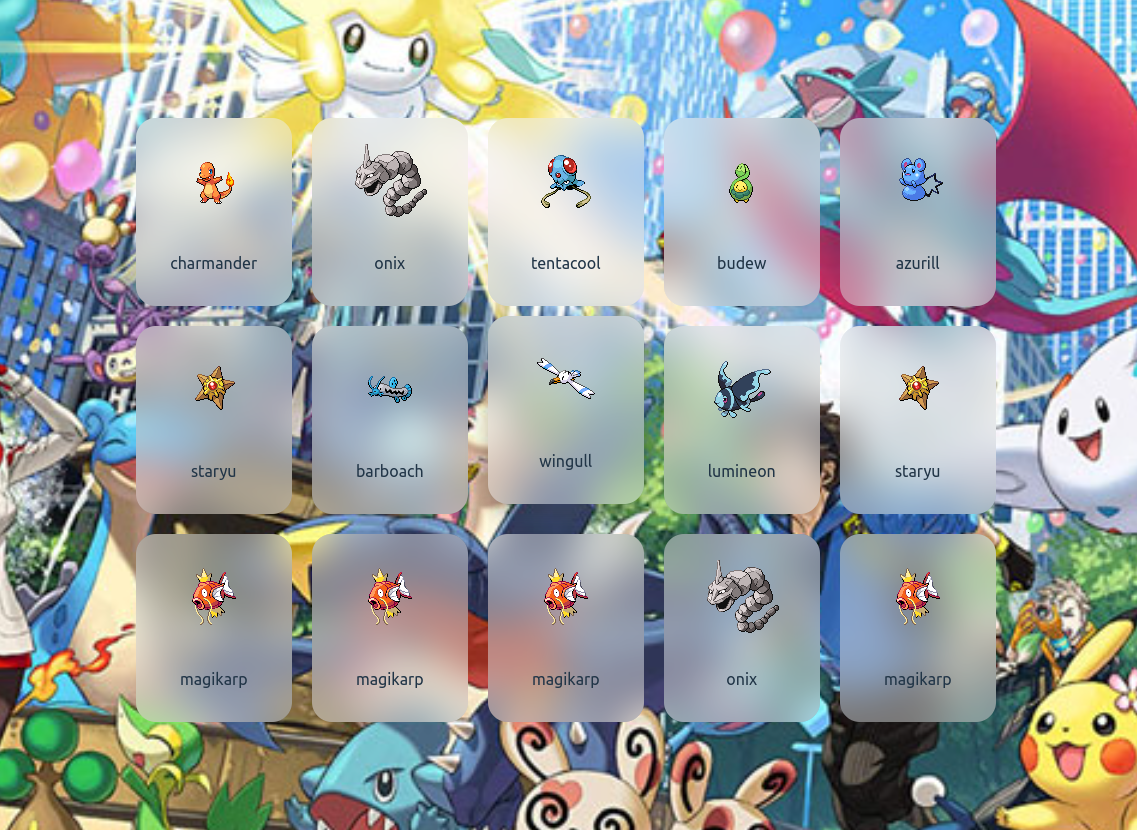 charmander
onix
tentacool
budew
azurill
staryu
barboach
wingull
lumineon
staryu
magikarp
magikarp
magikarp
onix
magikarp